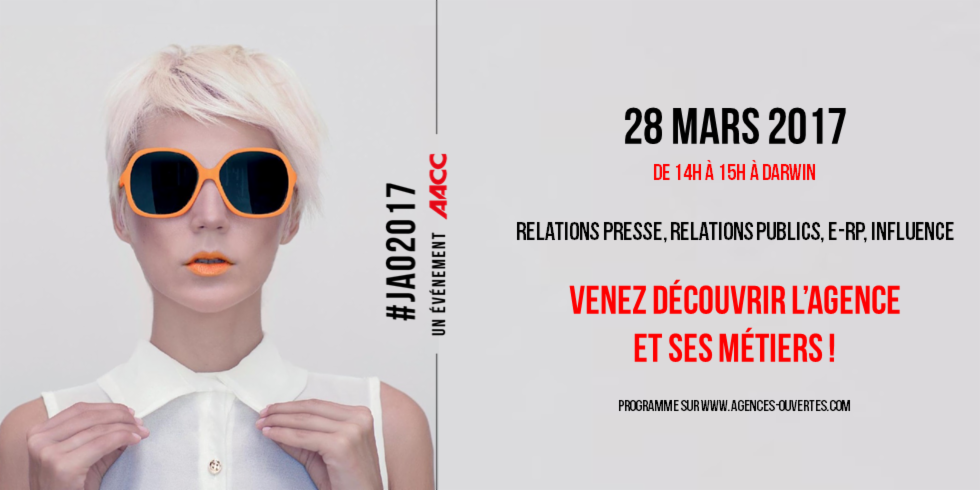 #JAO2017
UN ÉVÉNEMENT AACC
28 MARS 2017
DE 14H À 15H À DARWIN
RELATIONS PRESSE, RELATIONS PUBLICS, E-RP, INFLUENCE
VENEZ DÉCOUVRIR L'AGENCE
ET SES MÉTIERS !
PROGRAMME SUR WWW.AGENCES-OUVERTES.COM